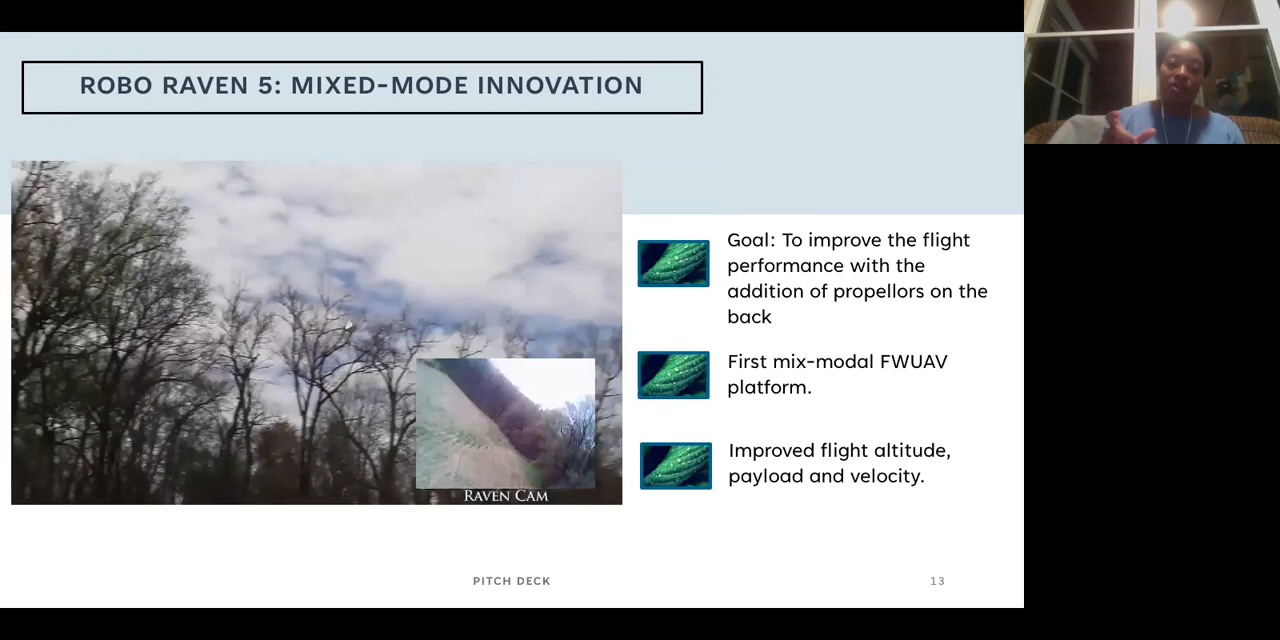 ROBO RAVEN 5: MIXED-MODE INNOVATION
Goal: To improve the flight
performance with the
addition of propellors on the
back
First mix-modal FWUAV
platform.
Improved flight altitude,
payload and velocity.
RAVEN CAM
PITCH DECK
13